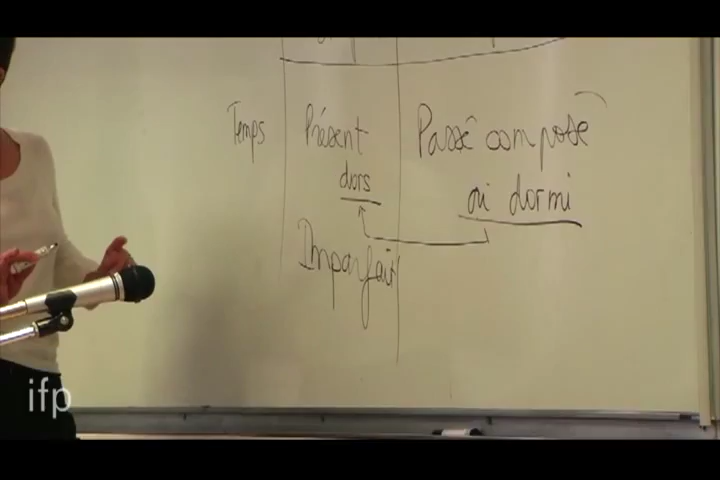 Temps Présent Passé composé
dors ai dormi
Imparfait
ifp